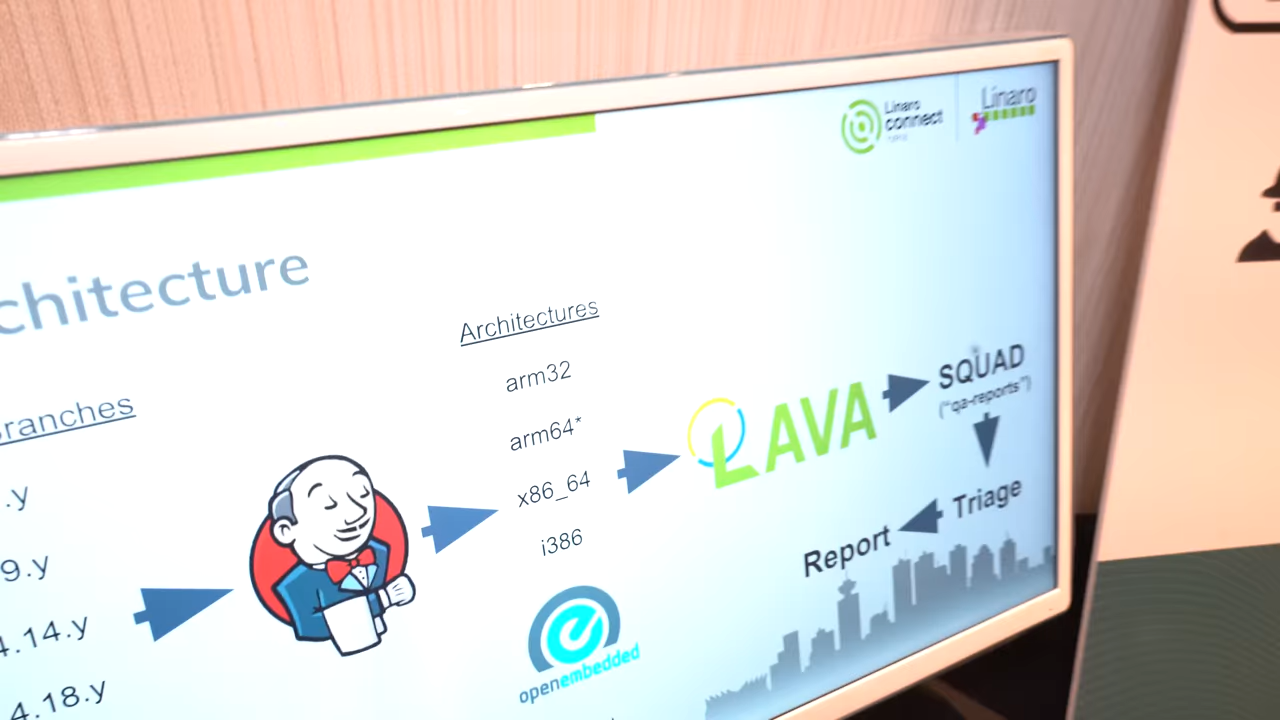 Linaro
connect
Linaro
chitecture
Branches
.y
9.y
4.14.y
4.18.y
Architectures
arm32
arm64*
x86_64
i386
openembedded
LAVA
SQUAD
("qa-reports")
Triage
Report